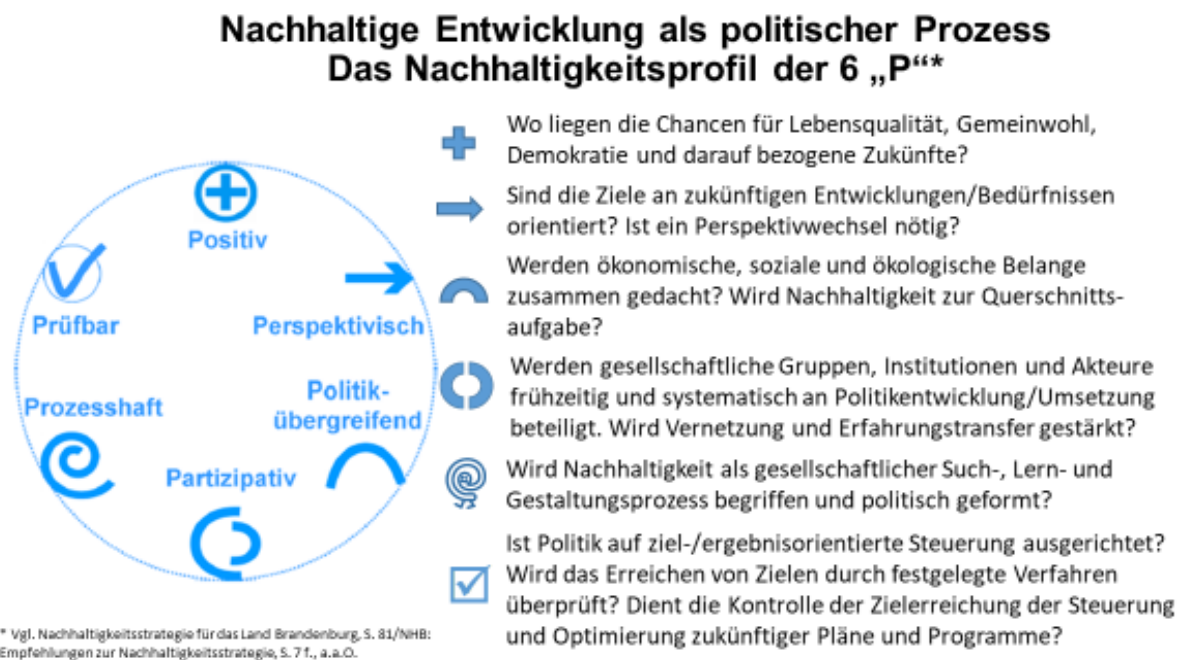 Nachhaltige Entwicklung als politischer Prozess
Das Nachhaltigkeitsprofil der 6 „P“*
Positiv
Perspektivisch
Politik-
übergreifend
Partizipativ
Prozesshaft
Prüfbar
Wo liegen die Chancen für Lebensqualität, Gemeinwohl,
Demokratie und darauf bezogene Zukünfte?
Sind die Ziele an zukünftigen Entwicklungen/Bedürfnissen
orientiert? Ist ein Perspektivwechsel nötig?
Werden ökonomische, soziale und ökologische Belange
zusammen gedacht? Wird Nachhaltigkeit zur Querschnitts-
aufgabe?
Werden gesellschaftliche Gruppen, Institutionen und Akteure
frühzeitig und systematisch an Politikentwicklung/Umsetzung
beteiligt. Wird Vernetzung und Erfahrungstransfer gestärkt?
Wird Nachhaltigkeit als gesellschaftlicher Such-, Lern- und
Gestaltungsprozess begriffen und politisch geformt?
Ist Politik auf ziel-/ergebnisorientierte Steuerung ausgerichtet?
Wird das Erreichen von Zielen durch festgelegte Verfahren
überprüft? Dient die Kontrolle der Zielerreichung der Steuerung
und Optimierung zukünftiger Pläne und Programme?
* Vgl. Nachhaltigkeitsstrategie für das Land Brandenburg, S. 81/NHB:
Empfehlungen zur Nachhaltigkeitsstrategie, S. 7 f., a.a.O.